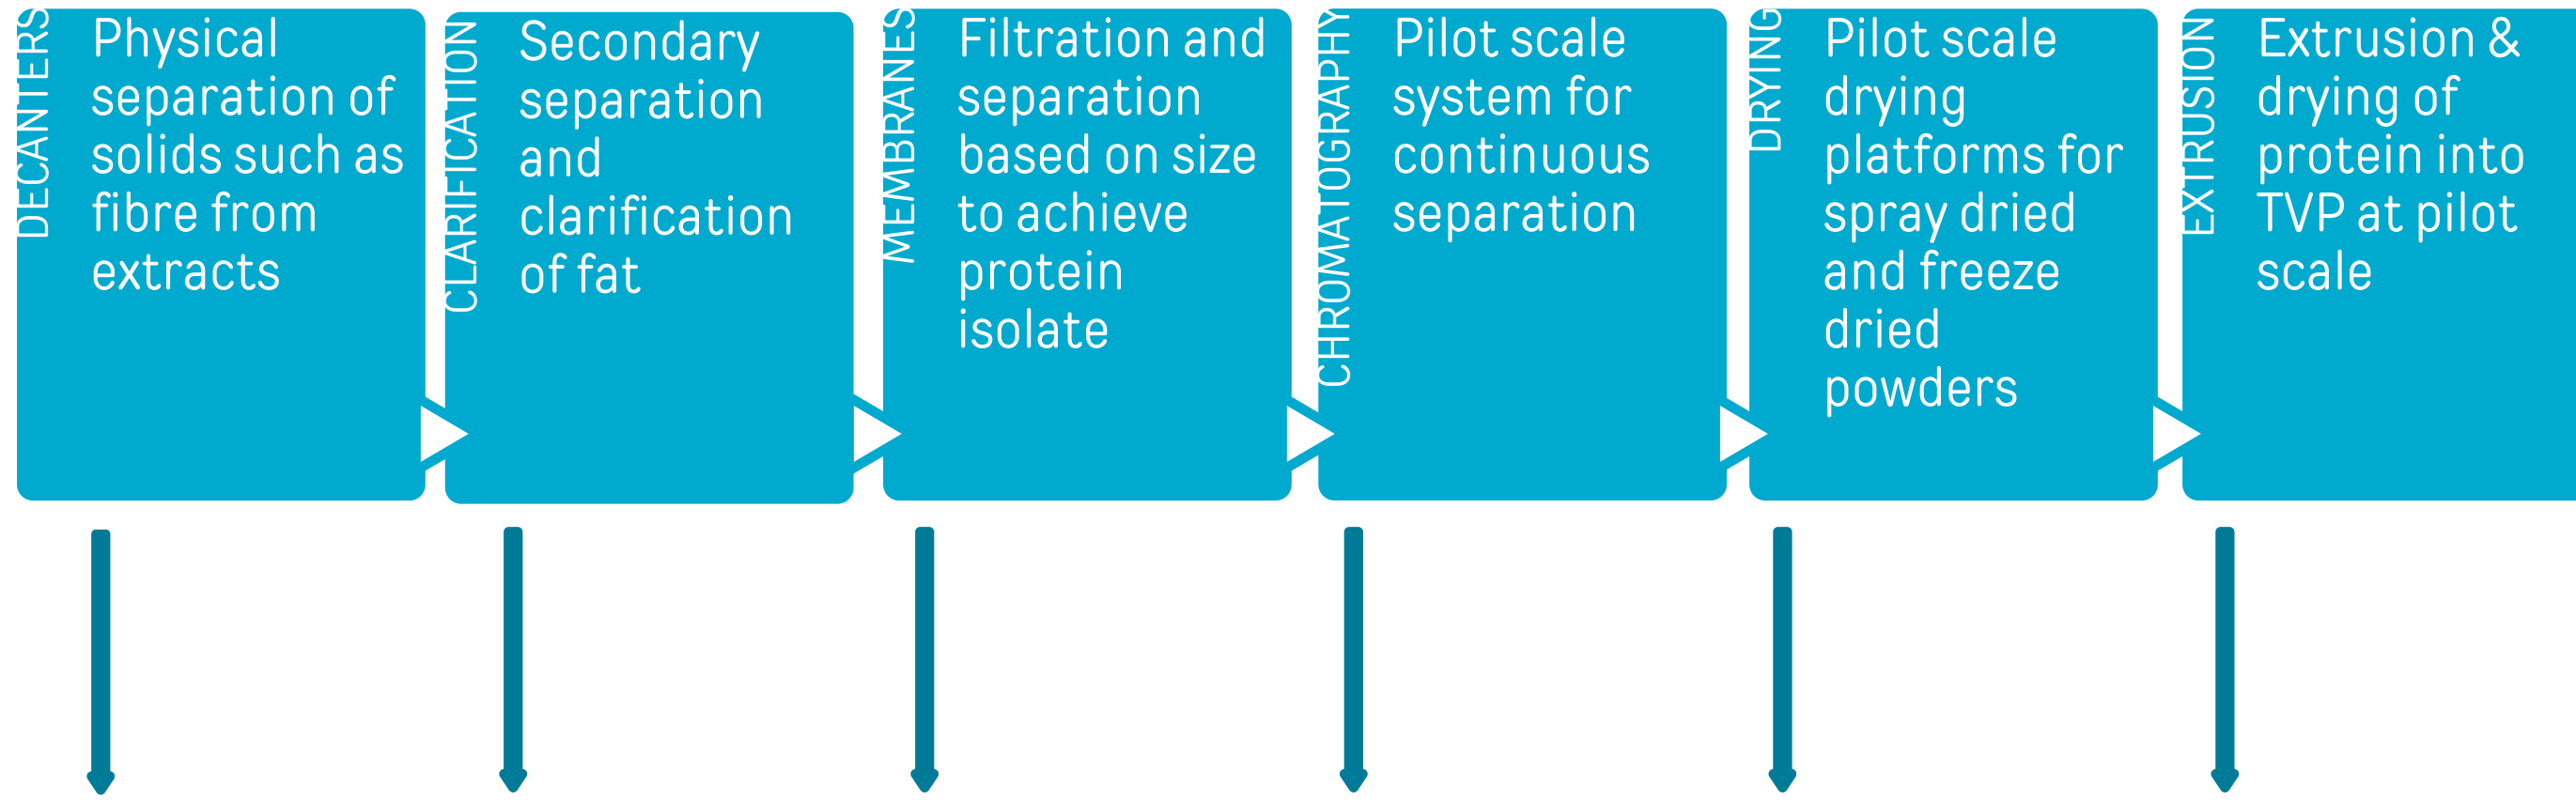 DECANTERS
Physical
separation of
solids such as
fibre from
extracts
CLARIFICATION
Secondary
separation
and
clarification
of fat
MEMBRANES
Filtration and
separation
based on size
to achieve
protein
isolate
CHROMATOGRAPHY
Pilot scale
system for
continuous
separation
DRYING
Pilot scale
drying
platforms for
spray dried
and freeze
dried
powders
EXTRUSION
Extrusion &
drying of
protein into
TVP at pilot
scale